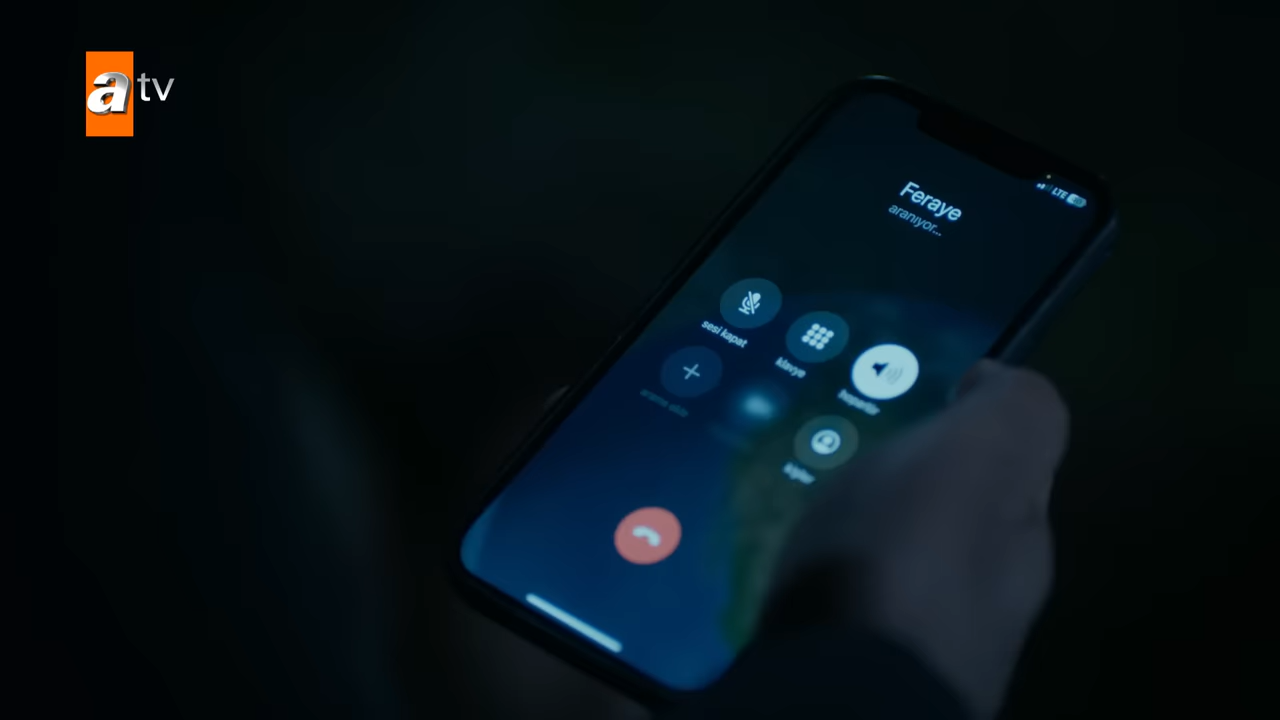 atv
LTE
Feraye
aranıyor...
sesi kapat
klavye
hoparlör
kişiler